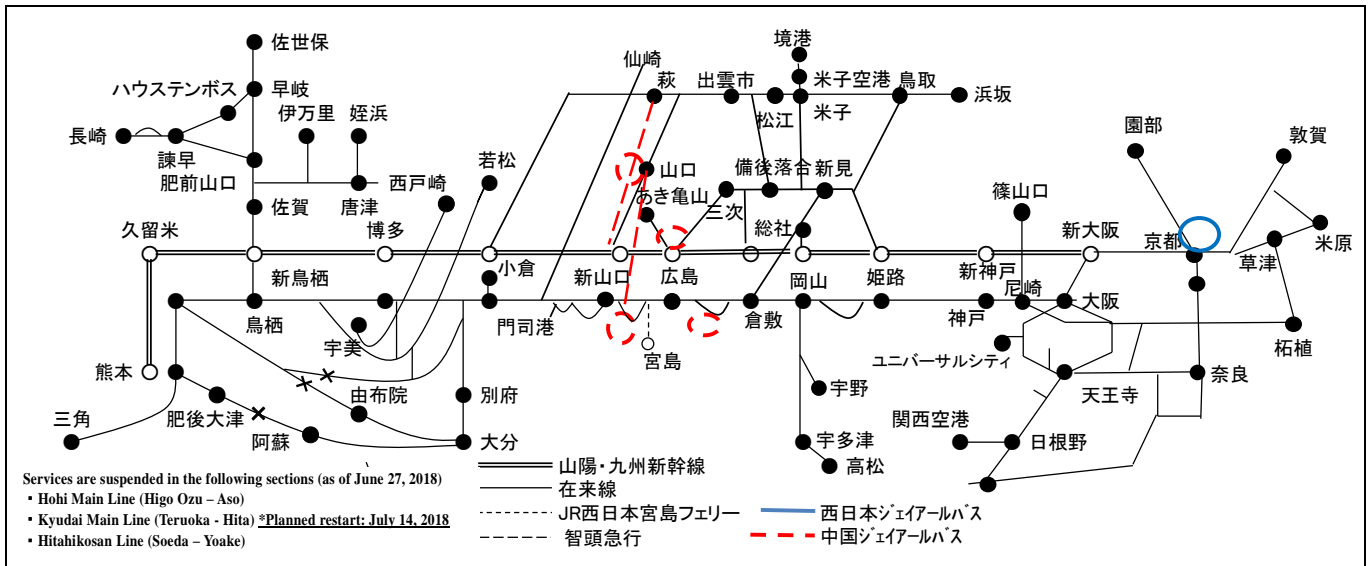 佐世保
仙崎
境港
萩
出雲市
米子空港
鳥取
ハウステンボス
早岐
浜坂
伊万里
姪浜
松江
米子
園部
敦賀
長崎
諫早
若松
山口
備後落合
新見
肥前山口
西戸崎
あき亀山
三次
篠山口
佐賀
唐津
総社
久留米
博多
新大阪
京都
米原
草津
新鳥栖
小倉
新山口
広島
岡山
姫路
新神戸
尼崎
鳥栖
門司港
倉敷
神戸
大阪
宇美
宮島
ユニバーサルシティ
柘植
熊本
由布院
別府
宇野
天王寺
奈良
三角
肥後大津
関西空港
阿蘇
大分
宇多津
日根野
高松
Services are suspended in the following sections (as of June 27, 2018)
▪ Hohi Main Line (Higo Ozu – Aso)
▪ Kyudai Main Line (Teruoka - Hita) *Planned restart: July 14, 2018
▪ Hitahikosan Line (Soeda – Yoake)
山陽・九州新幹線
在来線
JR西日本宮島フェリー
智頭急行
西日本ジェイアールバス
中国ジェイアールバス